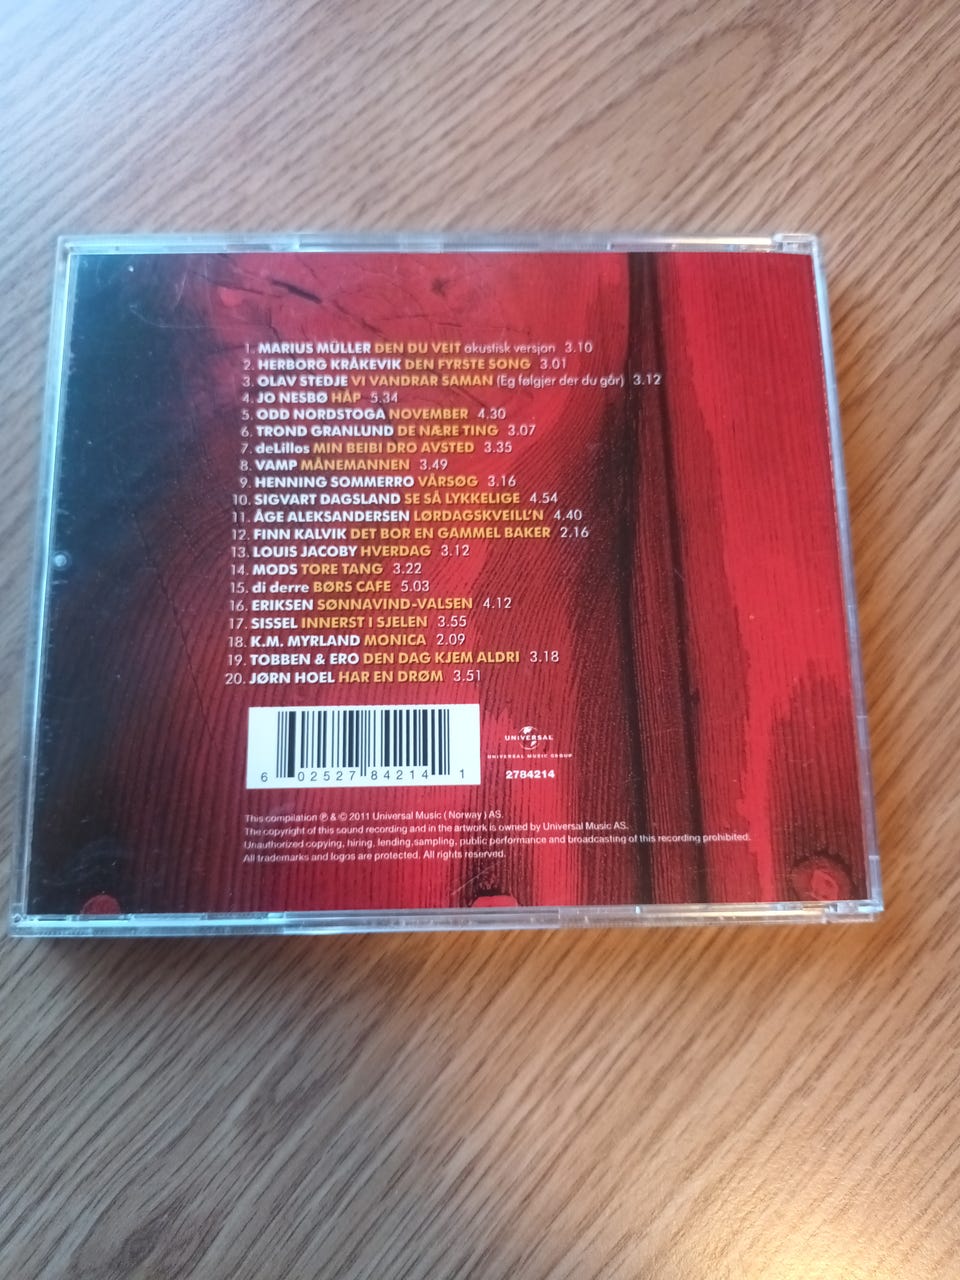 1. MARIUS MÜLLER DEN DU VEIT akustisk versjon 3.10
2. HERBORG KRÅKEVIK DEN FYRSTE SONG 3.01
3. OLAV STEDJE VI VANDRAR SAMAN (Eg følgjer der du går) 3.12
4. JO NESBØ HÅP 5.34
5. ODD NORDSTOGA NOVEMBER 4.30
6. TROND GRANLUND DE NÆRE TING 3.07
7. deLillos MIN BEIBI DRO AVSTED 3.35
8. VAMP MÅNEMANNEN 3.49
9. HENNING SOMMERRO VÅRSØG 3.16
10. SIGVART DAGSLAND SE SÅ LYKKELIGE 4.54
11. ÅGE ALEKSANDERSEN LØRDAGSKVEILL'N 4.40
12. FINN KALVIK DET BOR EN GAMMEL BAKER 2.16
13. LOUIS JACOBY HVERDAG 3.12
14. MODS TORE TANG 3.22
15. di derre BØRS CAFE 5.03
16. ERIKSEN SØNNAVIND-VALSEN 4.12
17. SISSEL INNERST I SJELEN 3.55
18. K.M. MYRLAND MONICA 2.09
19. TOBBEN & ERO DEN DAG KJEM ALDRI 3.18
20. JØRN HOEL HAR EN DRØM 3.51
6 02527 84214 1
UNIVERSAL
UNIVERSAL MUSIC GROUP
2784214
This compilation ℗ & © 2011 Universal Music ( Norway ) AS.
The copyright of this sound recording and in the artwork is owned by Universal Music AS.
Unauthorized copying, hiring, lending,sampling, public performance and broadcasting of this recording prohibited.
All trademarks and logos are protected. All rights reserved.